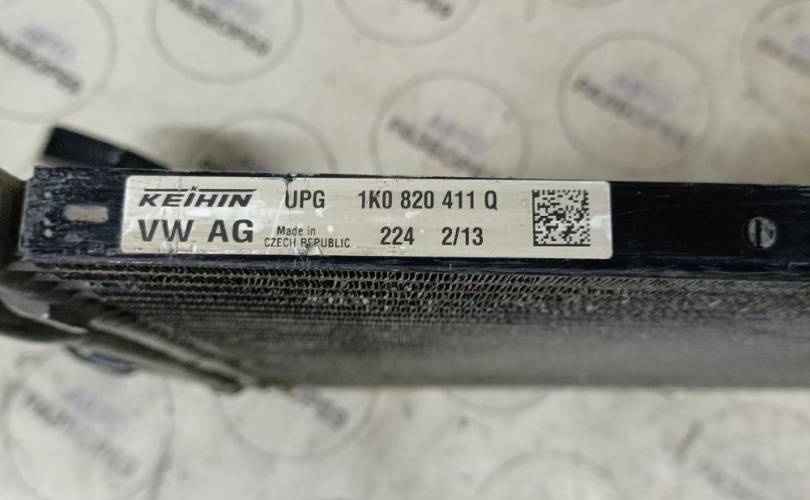 KEIHIN UPG 1K0 820 411 Q
VW AG Made in CZECH REPUBLIC 224 2/13